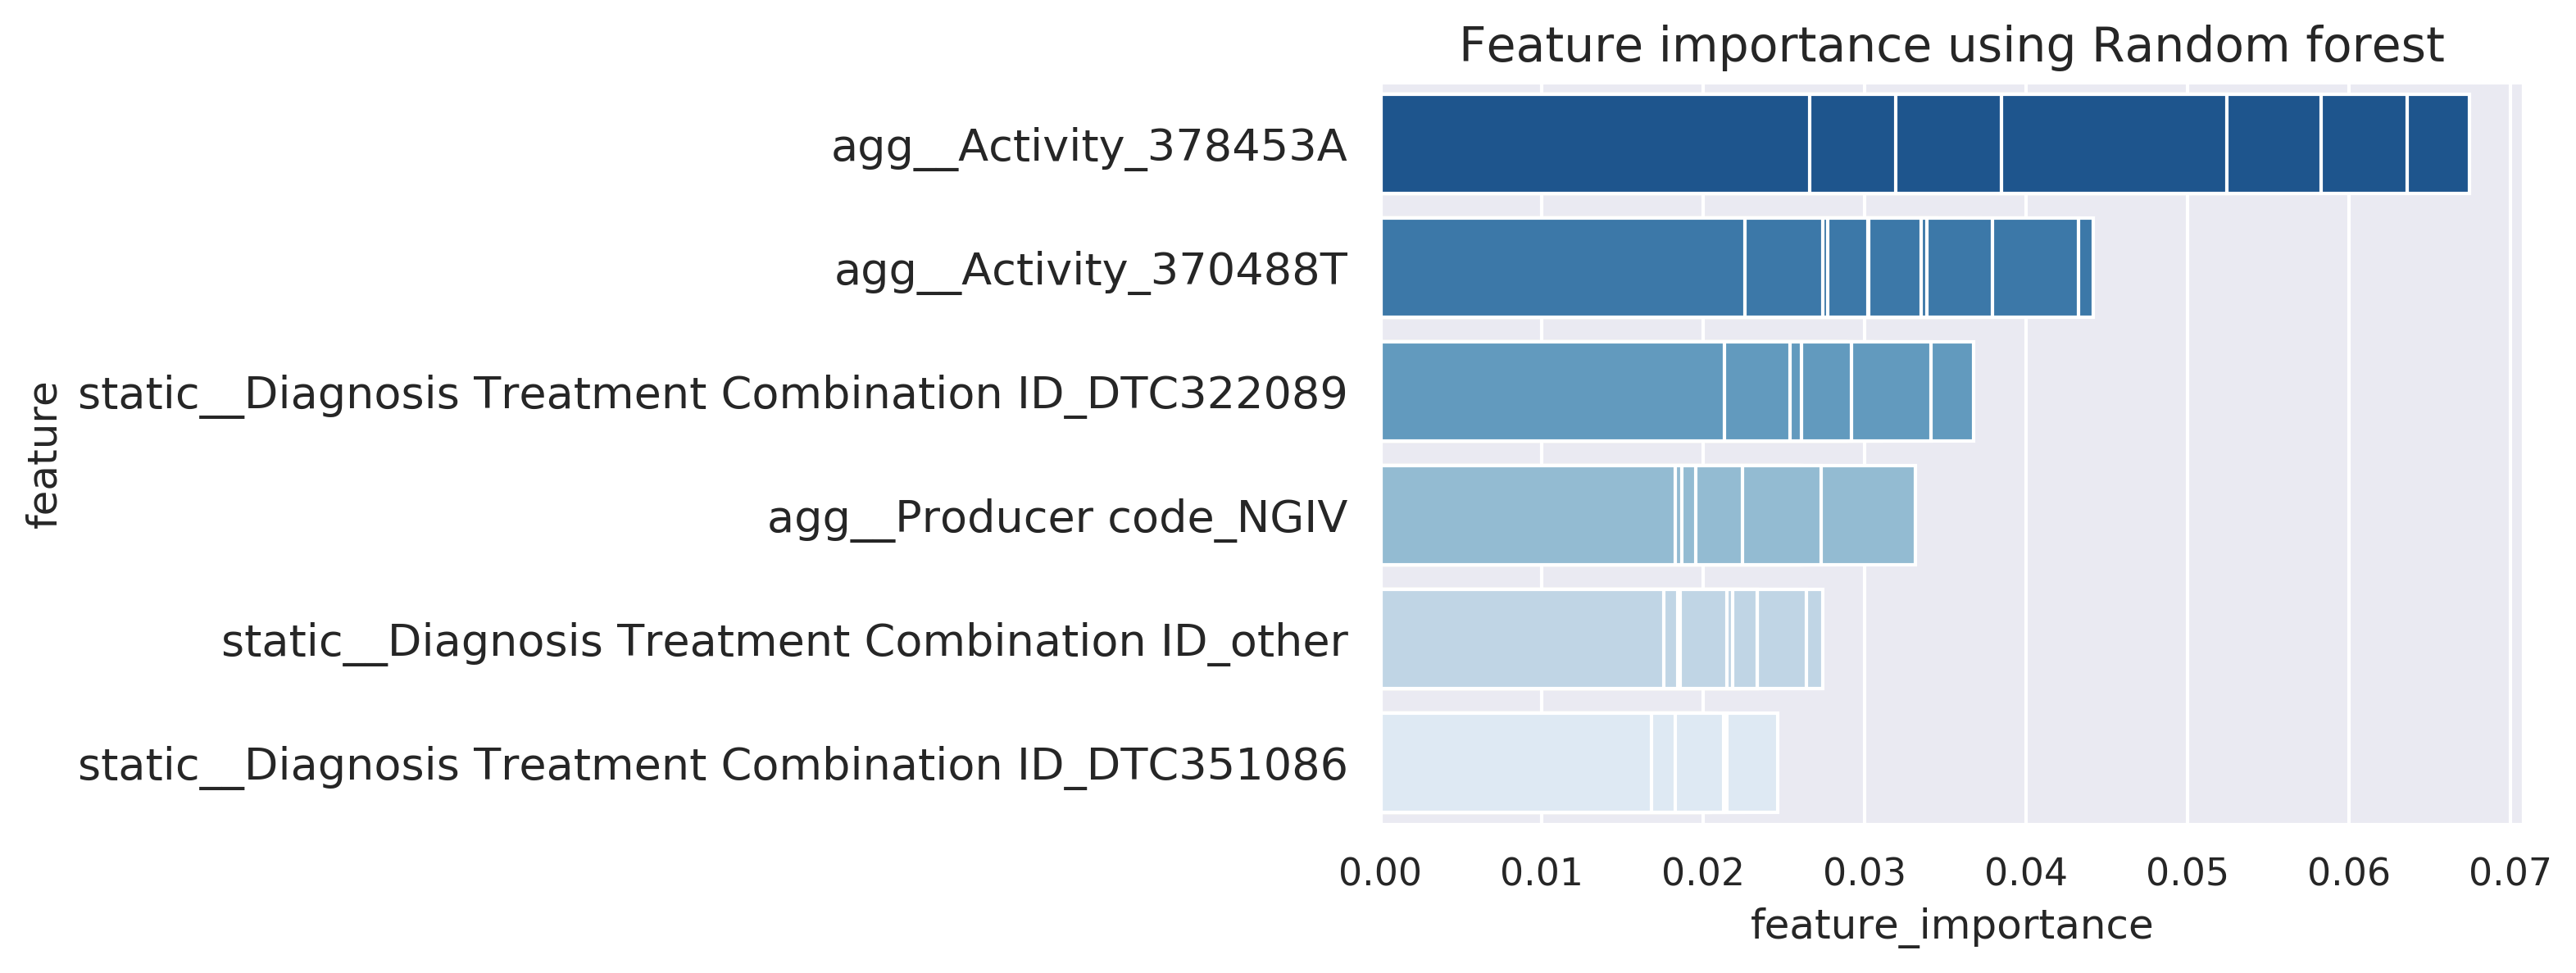 Feature importance using Random forest
agg__Activity_378453A
agg__Activity_370488T
static__Diagnosis Treatment Combination ID_DTC322089
agg__Producer code_NGIV
static__Diagnosis Treatment Combination ID_other
static__Diagnosis Treatment Combination ID_DTC351086
feature
0.00 0.01 0.02 0.03 0.04 0.05 0.06 0.07
feature_importance